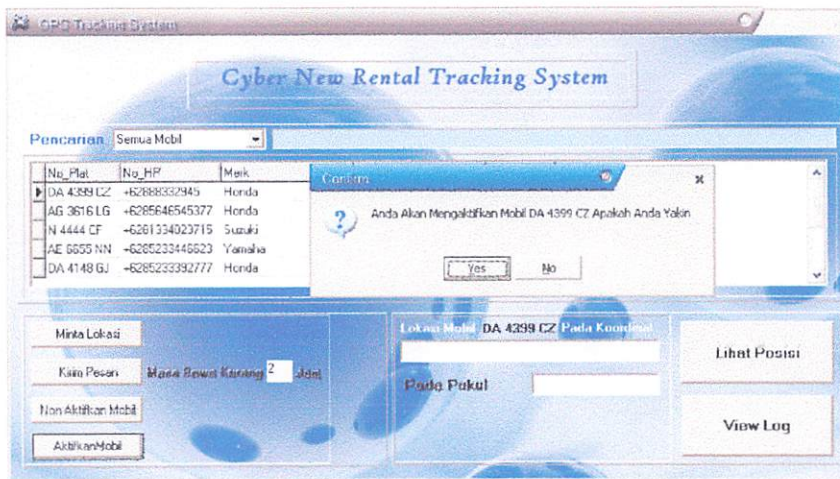 GPS Tracking System
Cyber New Rental Tracking System
Pencarian Semua Mobil
No_Plat No_HP Merk
DA 4399 CZ +62888332945 Honda
AG 3616 LG +6285646545377 Honda
N 4444 EF +6281334023715 Suzuki
AE 6655 NN +6285233446623 Yamaha
DA 4148 GJ +6285233392777 Honda
Confirm
Anda Akan Mengaktifkan Mobil DA 4399 CZ Apakah Anda Yakin
Yes No
Minta Lokasi
Kirim Pesan Masa Sewa Kurang 2 Jam
Non Aktifkan Mobil
AktifkanMobil
Lokasi Mobil DA 4399 CZ Pada Koordinat
Pada Pukul
Lihat Posisi
View Log